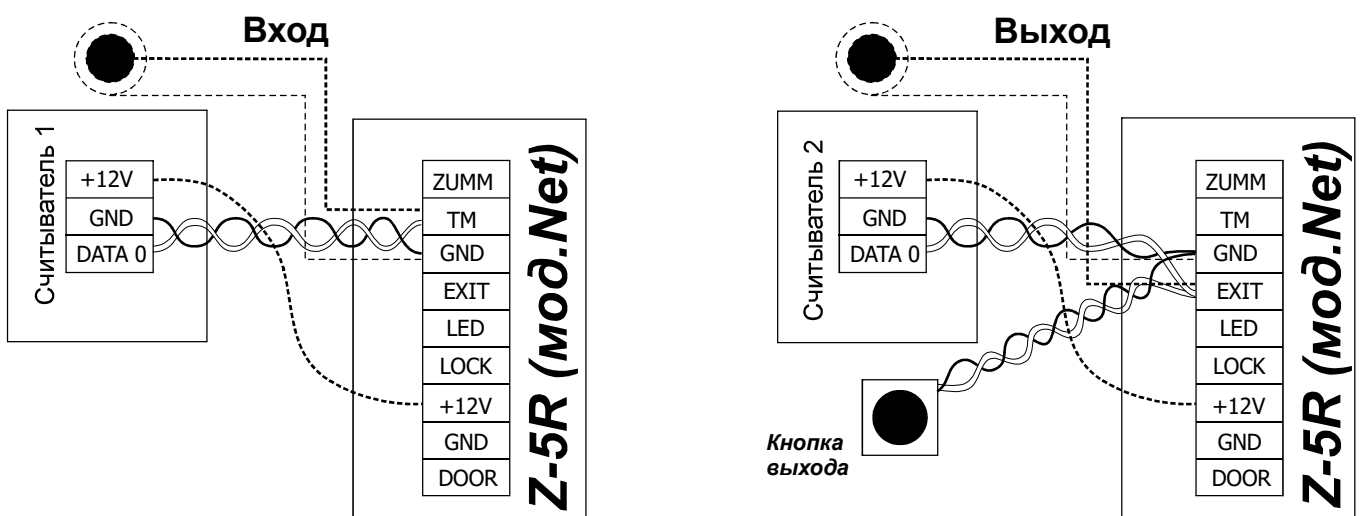 Вход
Считыватель 1
+12V
GND
DATA 0
ZUMM
TM
GND
EXIT
LED
LOCK
+12V
GND
DOOR
Z-5R (мод.Net)
Выход
Считыватель 2
+12V
GND
DATA 0
Кнопка
выхода
ZUMM
TM
GND
EXIT
LED
LOCK
+12V
GND
DOOR
Z-5R (мод.Net)